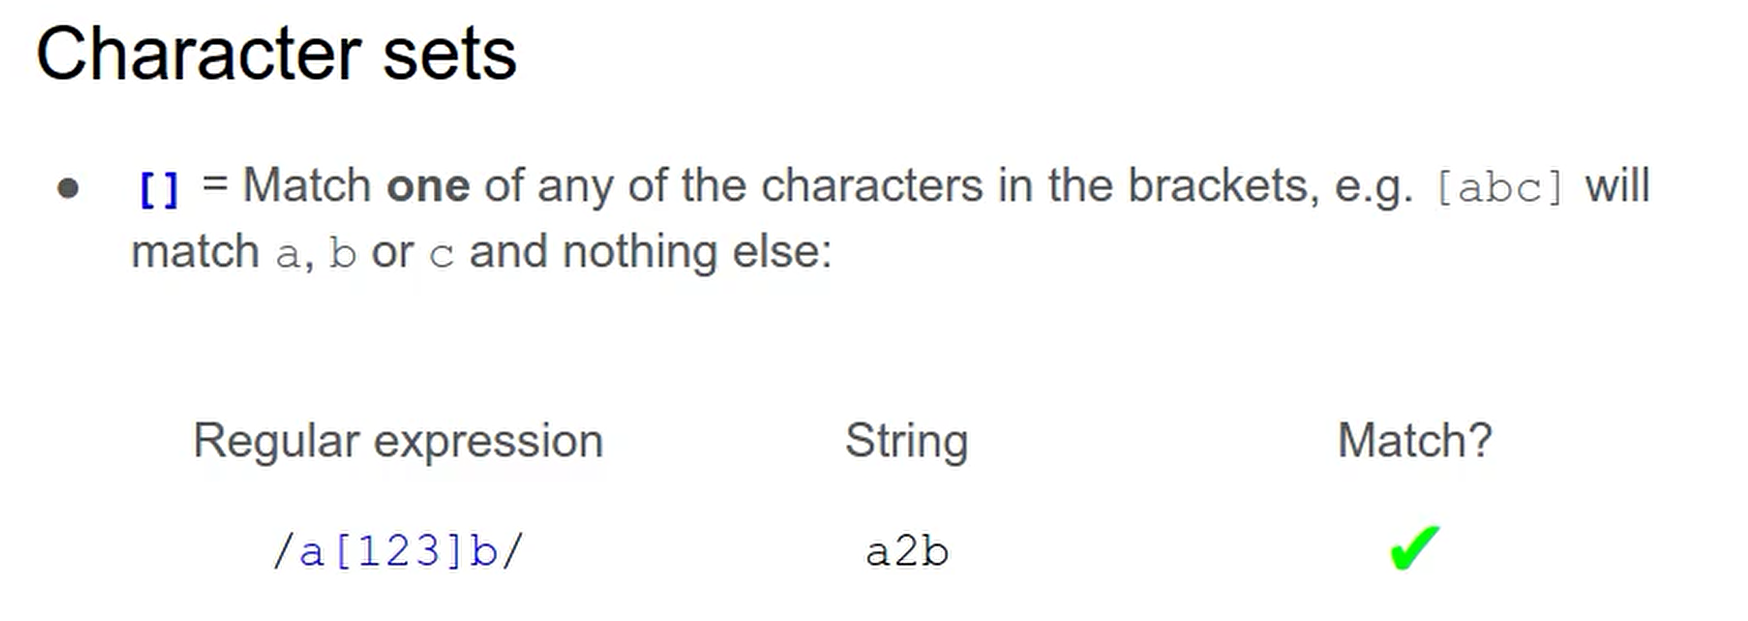 Character sets
● [] = Match one of any of the characters in the brackets, e.g. [abc] will
match a, b or c and nothing else:
Regular expression String Match?
/a[123]b/ a2b ✔